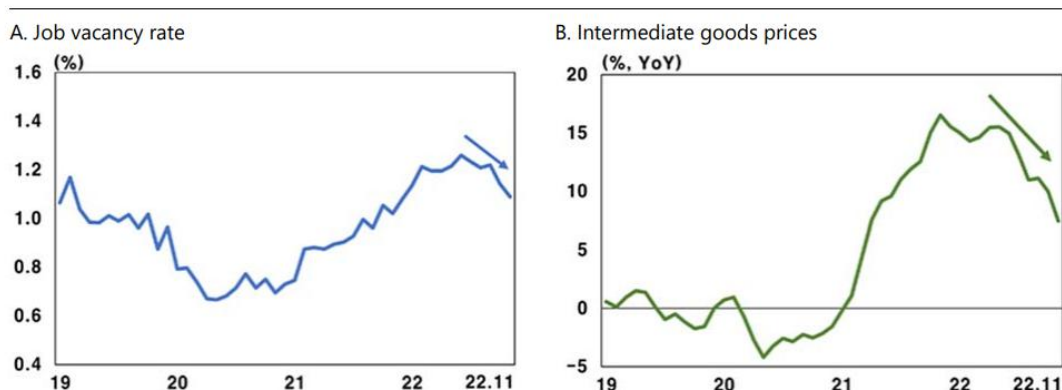 A. Job vacancy rate
(%)
1.6
1.4
1.2
1.0
0.8
0.6
0.4
19 20 21 22 22.11
B. Intermediate goods prices
(%, YoY)
20
15
10
5
0
−5
19 20 21 22 22.11